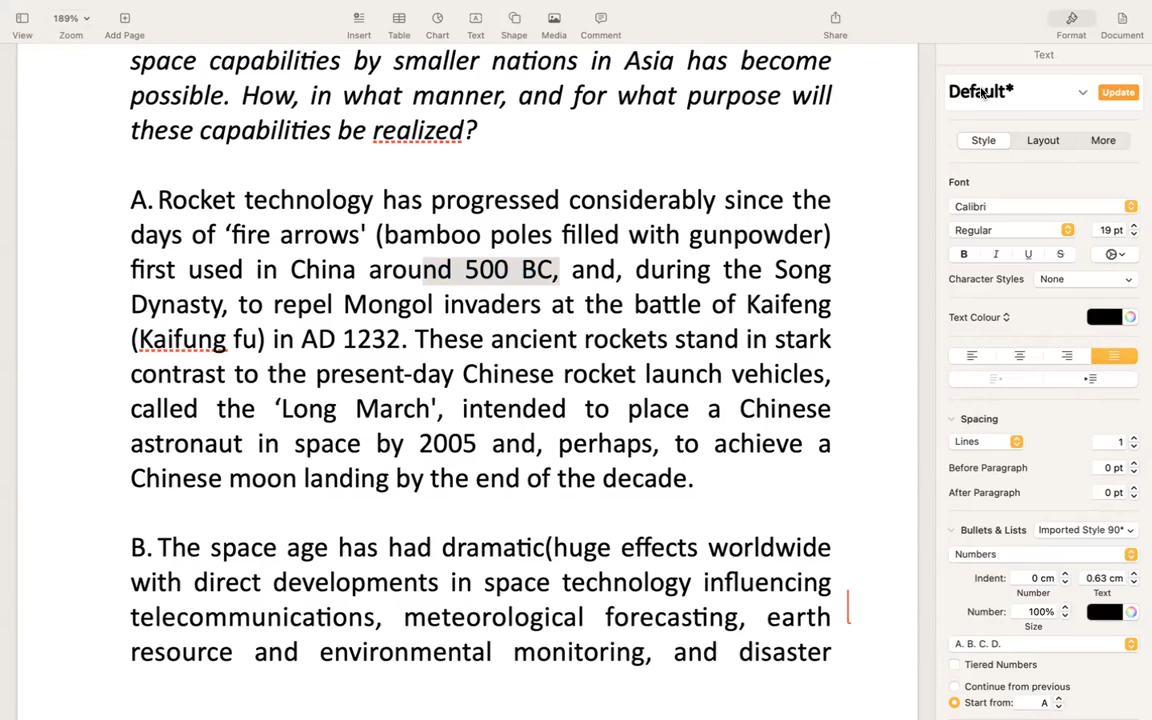 189%
View
Zoom
Add Page
Insert
Table
Chart
Text
Shape
Media
Comment
Share
Format
Document
space capabilities by smaller nations in Asia has become
possible. How, in what manner, and for what purpose will
these capabilities be realized?
A. Rocket technology has progressed considerably since the
days of ‘fire arrows' (bamboo poles filled with gunpowder)
first used in China around 500 BC, and, during the Song
Dynasty, to repel Mongol invaders at the battle of Kaifeng
(Kaifung fu) in AD 1232. These ancient rockets stand in stark
contrast to the present-day Chinese rocket launch vehicles,
called the ‘Long March', intended to place a Chinese
astronaut in space by 2005 and, perhaps, to achieve a
Chinese moon landing by the end of the decade.
B. The space age has had dramatic(huge effects worldwide
with direct developments in space technology influencing
telecommunications, meteorological forecasting, earth
resource and environmental monitoring, and disaster
Text
Default*
Update
Style Layout More
Font
Calibri
Regular 19 pt
B I U S
Character Styles None
Text Colour
Spacing
Lines 1
Before Paragraph 0 pt
After Paragraph 0 pt
Bullets & Lists Imported Style 90*
Numbers
Indent: 0 cm 0.63 cm
Number Text
Number: 100%
Size
A. B. C. D.
Tiered Numbers
Continue from previous
Start from: A